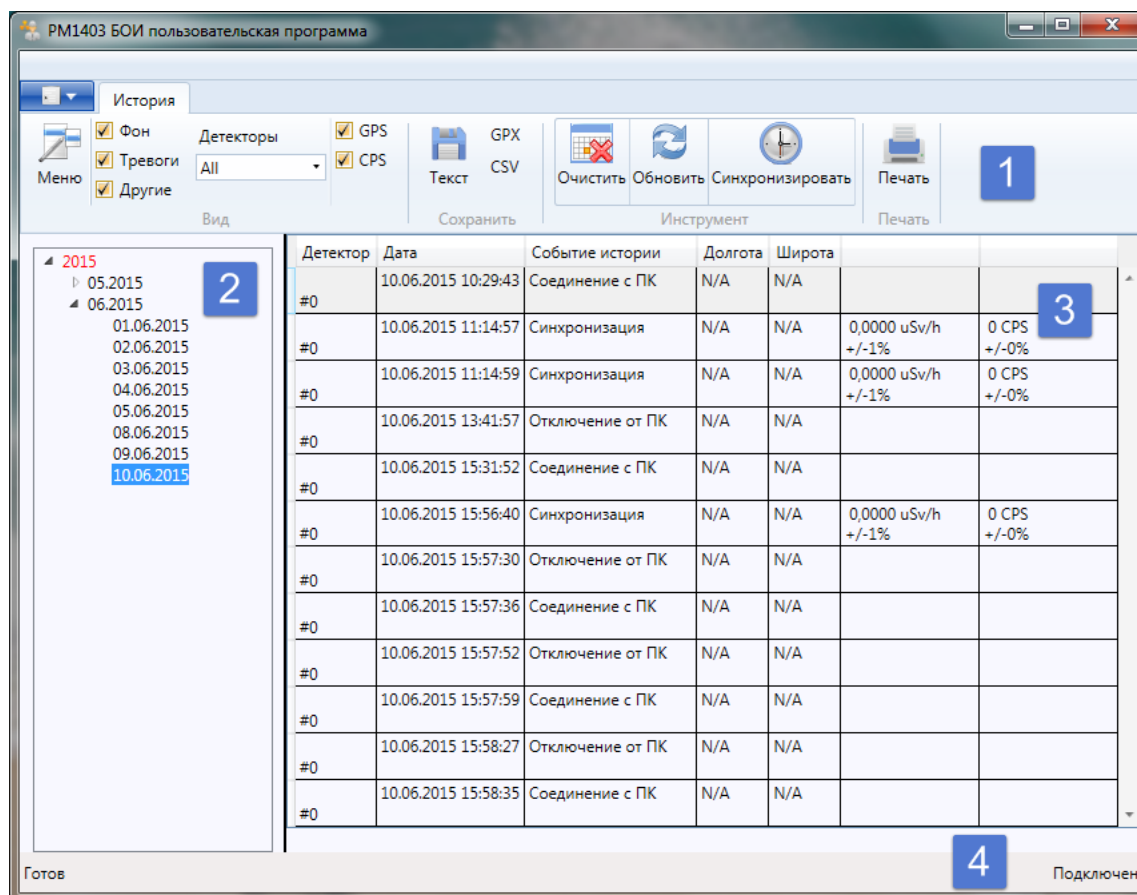 PM1403 БОИ пользовательская программа
История
Меню
Фон
Тревоги
Другие
Детекторы
All
GPS
CPS
Вид
Текст
GPX
CSV
Сохранить
Очистить Обновить Синхронизировать
Инструмент
Печать
Печать
1
2015
05.2015
06.2015
01.06.2015
02.06.2015
03.06.2015
04.06.2015
05.06.2015
08.06.2015
09.06.2015
10.06.2015
2
Детектор Дата Событие истории Долгота Широта
#0 10.06.2015 10:29:43 Соединение с ПК N/A N/A
3
#0 10.06.2015 11:14:57 Синхронизация N/A N/A 0,0000 uSv/h 0 CPS
+/-1% +/-0%
#0 10.06.2015 11:14:59 Синхронизация N/A N/A 0,0000 uSv/h 0 CPS
+/-1% +/-0%
#0 10.06.2015 13:41:57 Отключение от ПК N/A N/A
#0 10.06.2015 15:31:52 Соединение с ПК N/A N/A
#0 10.06.2015 15:56:40 Синхронизация N/A N/A 0,0000 uSv/h 0 CPS
+/-1% +/-0%
#0 10.06.2015 15:57:30 Отключение от ПК N/A N/A
#0 10.06.2015 15:57:36 Соединение с ПК N/A N/A
#0 10.06.2015 15:57:52 Отключение от ПК N/A N/A
#0 10.06.2015 15:57:59 Соединение с ПК N/A N/A
#0 10.06.2015 15:58:27 Отключение от ПК N/A N/A
#0 10.06.2015 15:58:35 Соединение с ПК N/A N/A
Готов
4
Подключен